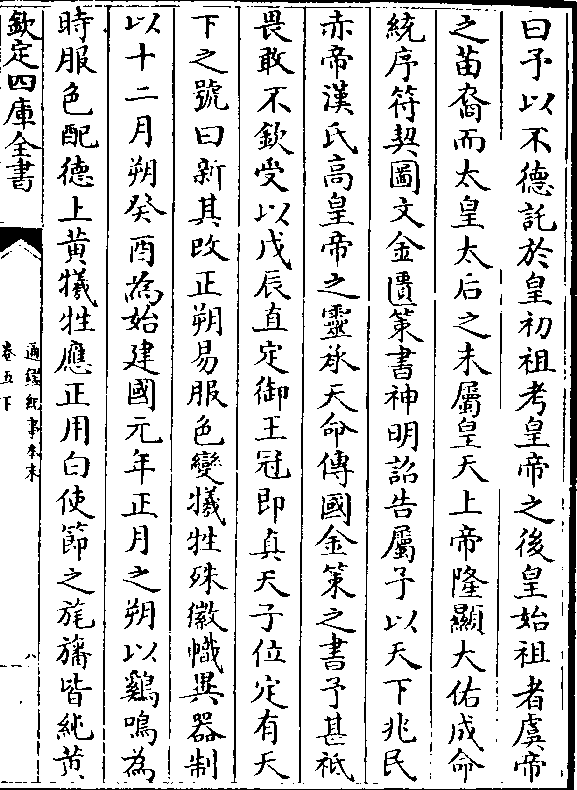 曰予以不德託於皇初祖考皇帝之後皇始祖考虞帝
之苗裔而太皇太后之末屬皇天上帝隆顯大佑成命
統序符契圖文金匱策書神明詔告屬予以天下兆民
赤帝漢氏高皇帝之靈承天命傳國金策之書予甚祗
畏敢不欽受以戊辰直定御王冠即真天子位定有天
下之號曰新其改正朔易服色變犧牲殊徽幟異器制
以十二月朔癸酉為始建國元年正月之朔以鷄鳴為
時服色配德上黄犧牲應正用白使節之旄旛皆純黄
欽定四庫全書
通鑑紀事本末
卷五下
八